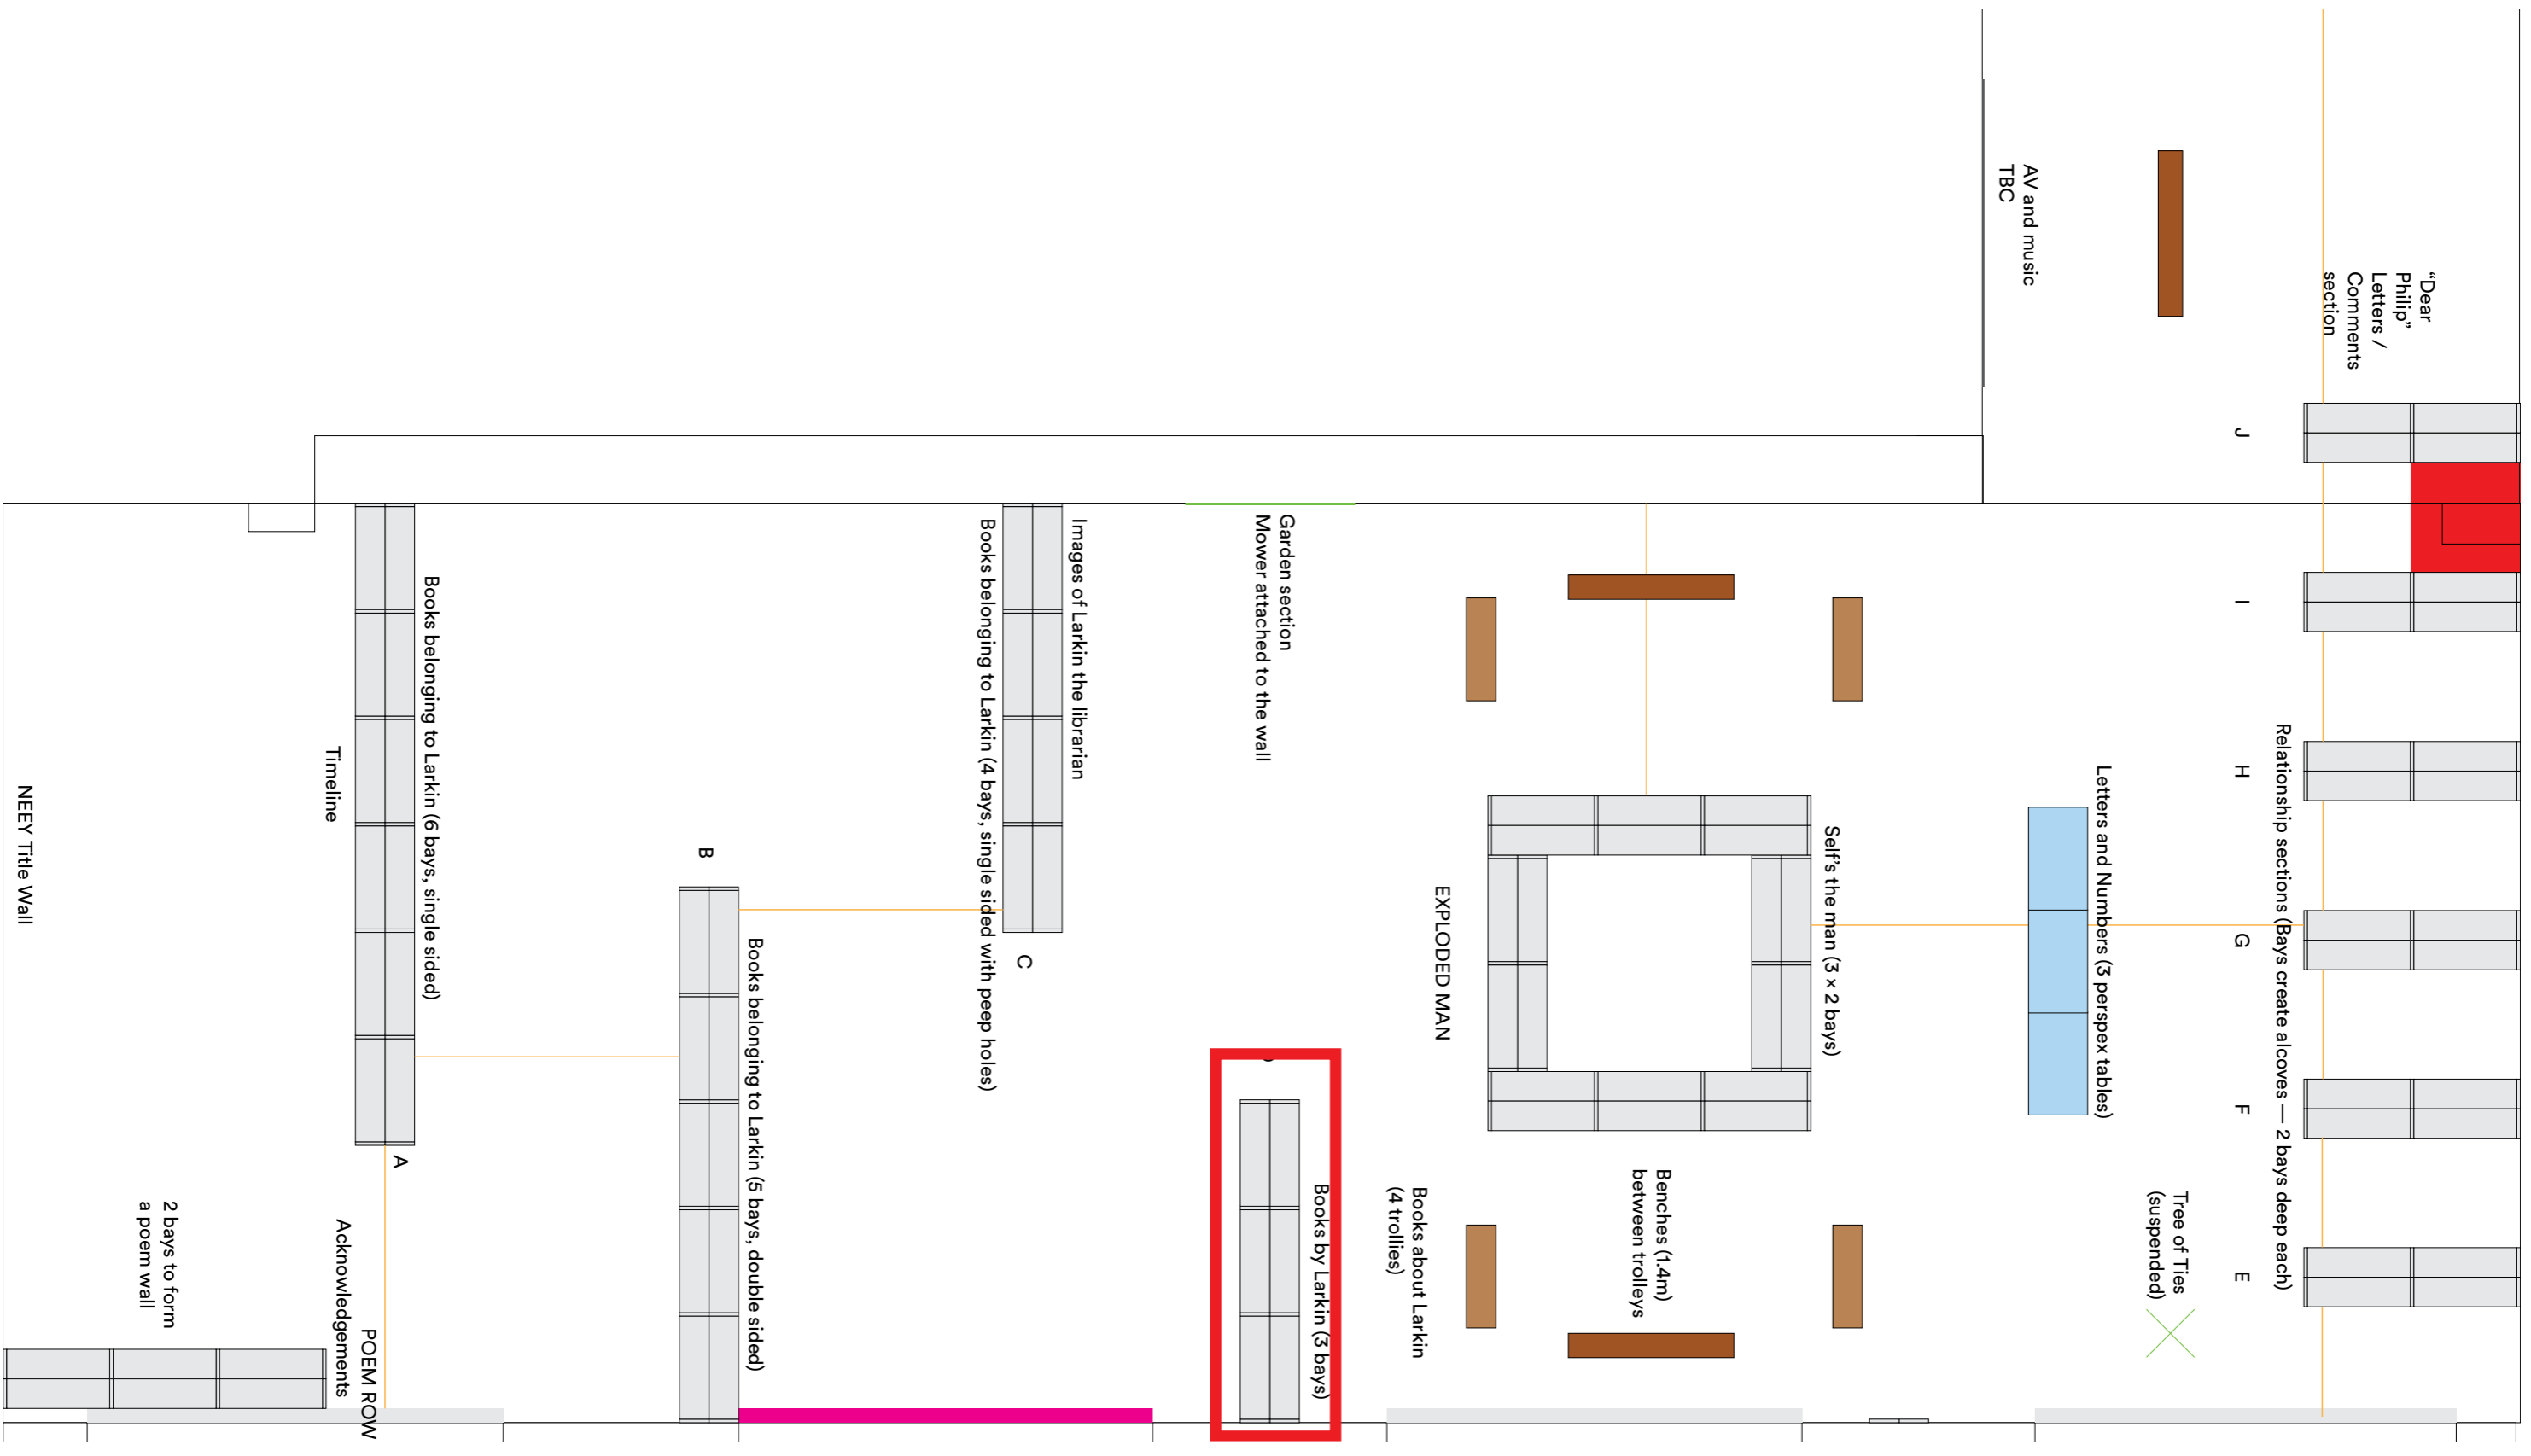 AV and music
TBC
“Dear
Philip”
Letters /
Comments
section
J
I
H
G
F
E
Relationship sections (Bays create alcoves — 2 bays deep each)
Letters and Numbers (3 perspex tables)
Tree of Ties
(suspended)
Self’s the man (3 × 2 bays)
EXPLODED MAN
Benches (1.4m)
between trolleys
Books about Larkin
(4 trollies)
Garden section
Mower attached to the wall
Books by Larkin (3 bays)
Images of Larkin the librarian
Books belonging to Larkin (4 bays, single sided with peep holes)
C
B
Books belonging to Larkin (5 bays, double sided)
Books belonging to Larkin (6 bays, single sided)
Timeline
A
NEEY Title Wall
2 bays to form
a poem wall
POEM ROW
Acknowledgements